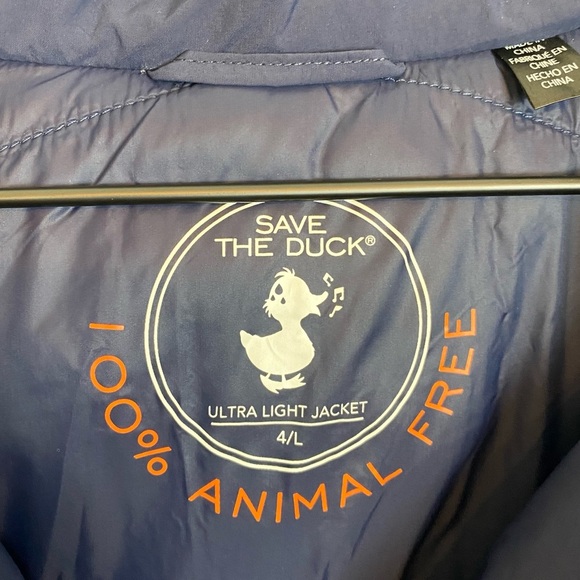 MADE IN
CHINA
FABRIQUÉ EN
CHINE
HECHO EN
CHINA
SAVE
THE DUCK®
ULTRA LIGHT JACKET
4/L
100% ANIMAL FREE